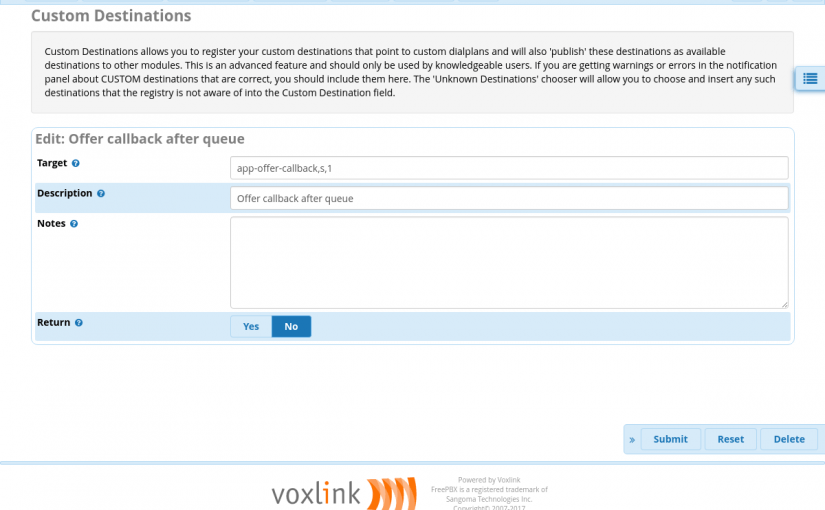 Custom Destinations
Custom Destinations allows you to register your custom destinations that point to custom dialplans and will also 'publish' these destinations as available
destinations to other modules. This is an advanced feature and should only be used by knowledgeable users. If you are getting warnings or errors in the notification
panel about CUSTOM destinations that are correct, you should include them here. The 'Unknown Destinations' chooser will allow you to choose and insert any such
destinations that the registry is not aware of into the Custom Destination field.
Edit: Offer callback after queue
Target ?
app-offer-callback,s,1
Description ?
Offer callback after queue
Notes ?
Return ?
Yes No
» Submit Reset Delete
voxlink
Powered by Voxlink
FreePBX is a registered trademark of
Sangoma Technologies Inc.
Copyright© 2007-2017